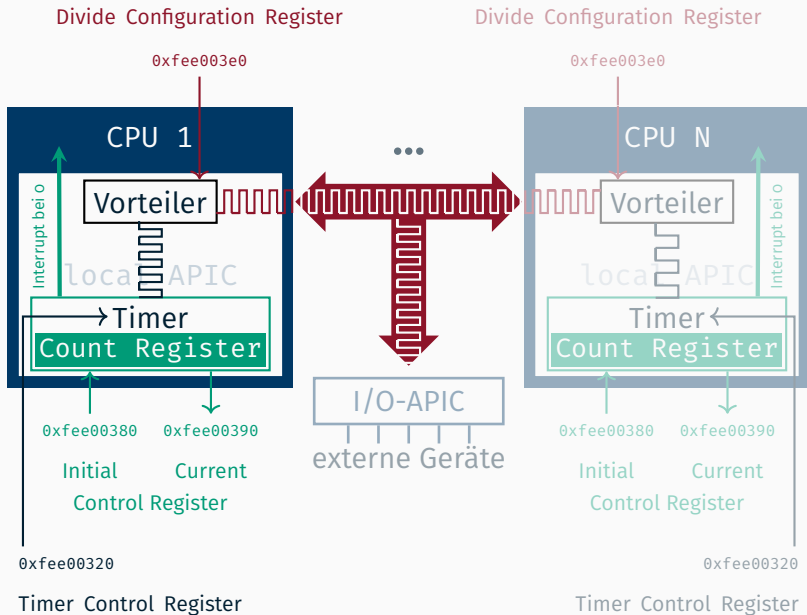 Divide Configuration Register
Divide Configuration Register
0xfee003e0
0xfee003e0
CPU 1
...
CPU N
Interrupt bei 0
Vorteiler
Vorteiler
Interrupt bei 0
local APIC
local APIC
Timer
Timer
Count Register
Count Register
I/O-APIC
externe Geräte
0xfee00380
0xfee00390
0xfee00380
0xfee00390
Initial
Current
Initial
Current
Control Register
Control Register
0xfee00320
0xfee00320
Timer Control Register
Timer Control Register